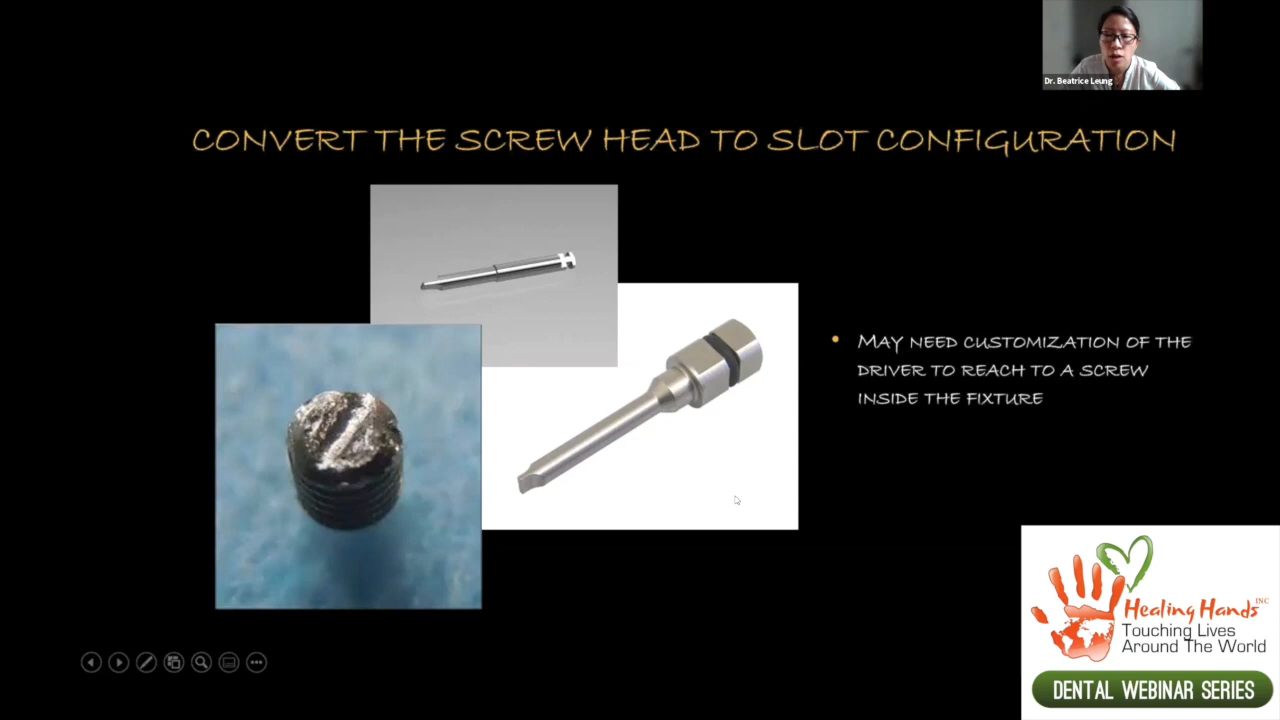 Dr. Beatrice Leung
CONVERT THE SCREW HEAD TO SLOT CONFIGURATION
• MAY NEED CUSTOMIZATION OF THE
DRIVER TO REACH TO A SCREW
INSIDE THE FIXTURE
Healing Hands INC
Touching Lives
Around The World
DENTAL WEBINAR SERIES